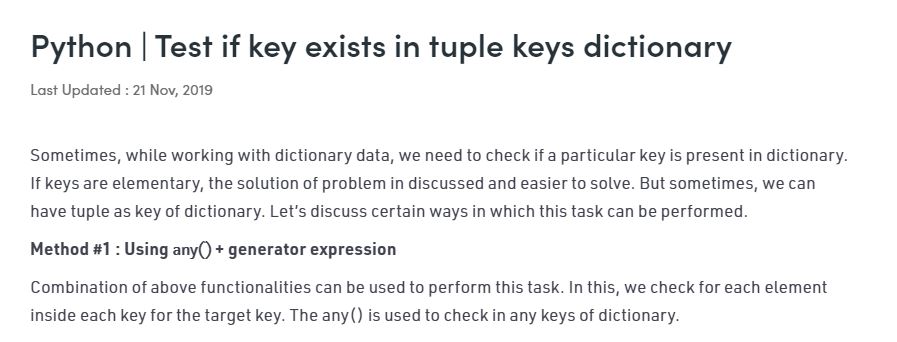 Python | Test if key exists in tuple keys dictionary
Last Updated : 21 Nov, 2019
Sometimes, while working with dictionary data, we need to check if a particular key is present in dictionary.
If keys are elementary, the solution of problem in discussed and easier to solve. But sometimes, we can
have tuple as key of dictionary. Let’s discuss certain ways in which this task can be performed.
Method #1 : Using any() + generator expression
Combination of above functionalities can be used to perform this task. In this, we check for each element
inside each key for the target key. The any() is used to check in any keys of dictionary.